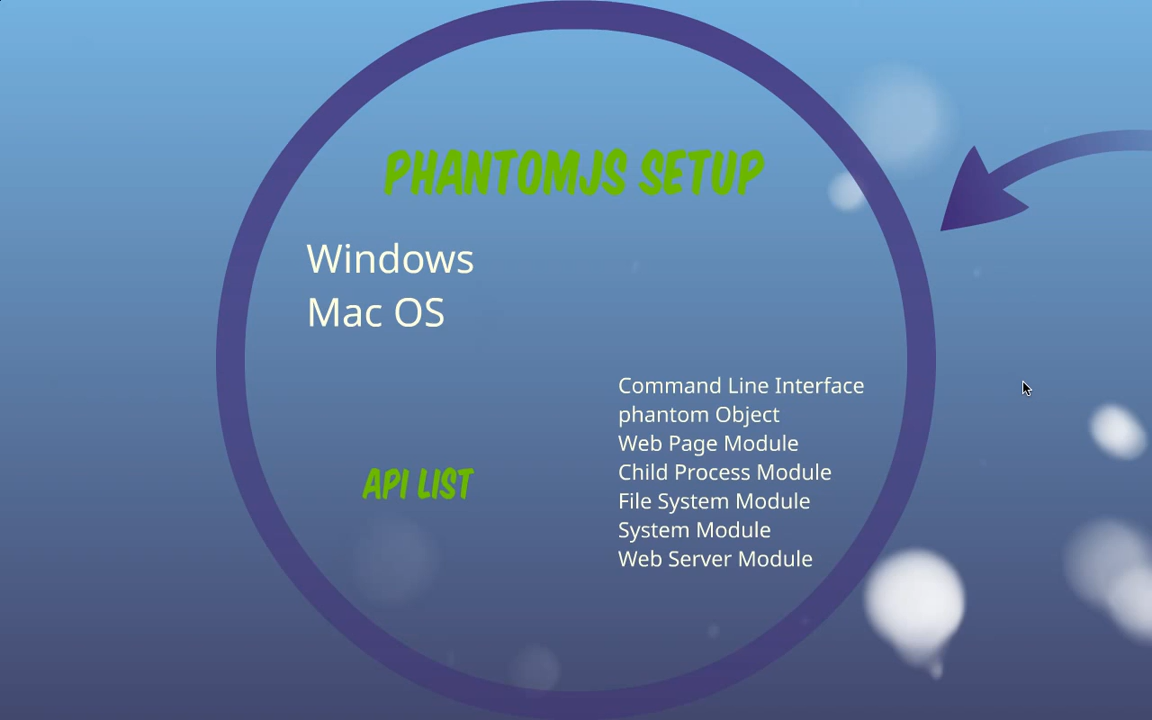 PHANTOMJS SETUP
Windows
Mac OS
API LIST
Command Line Interface
phantom Object
Web Page Module
Child Process Module
File System Module
System Module
Web Server Module